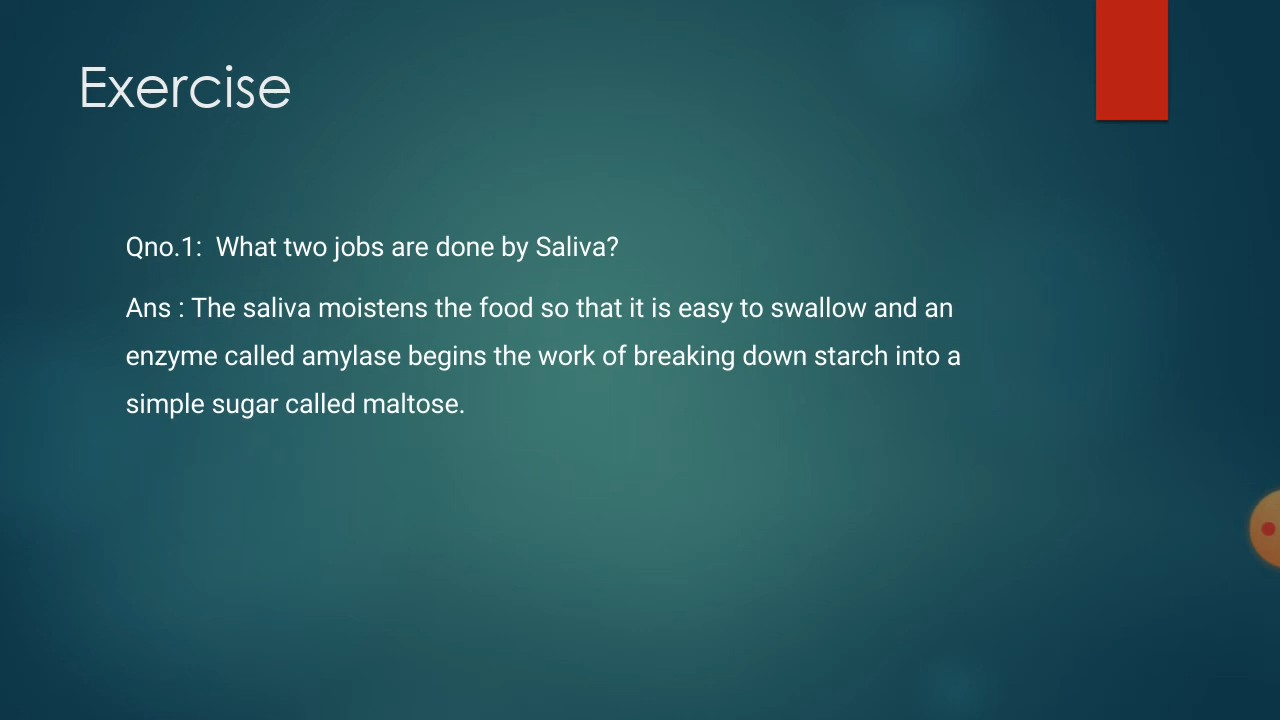 Exercise
Qno.1:  What two jobs are done by Saliva?
Ans : The saliva moistens the food so that it is easy to swallow and an
enzyme called amylase begins the work of breaking down starch into a
simple sugar called maltose.